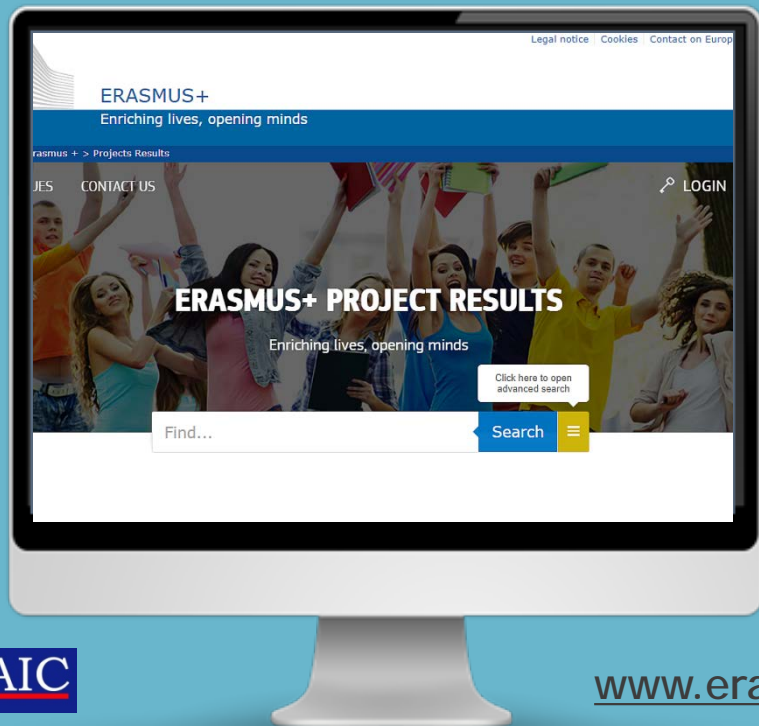 Legal notice Cookies Contact on Europ
ERASMUS+
Enriching lives, opening minds
rasmus + > Projects Results
JES CONTACT US LOGIN
ERASMUS+ PROJECT RESULTS
Enriching lives, opening minds
Click here to open
advanced search
Find... Search
AIC
www.era